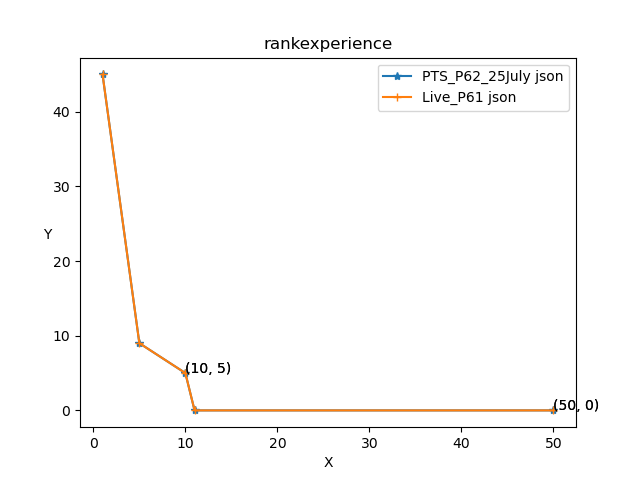 rankexperience
PTS_P62_25July json
Live_P61 json
40
30
20
10
0
Y
(10, 5)
(50, 0)
0 10 20 30 40 50
X